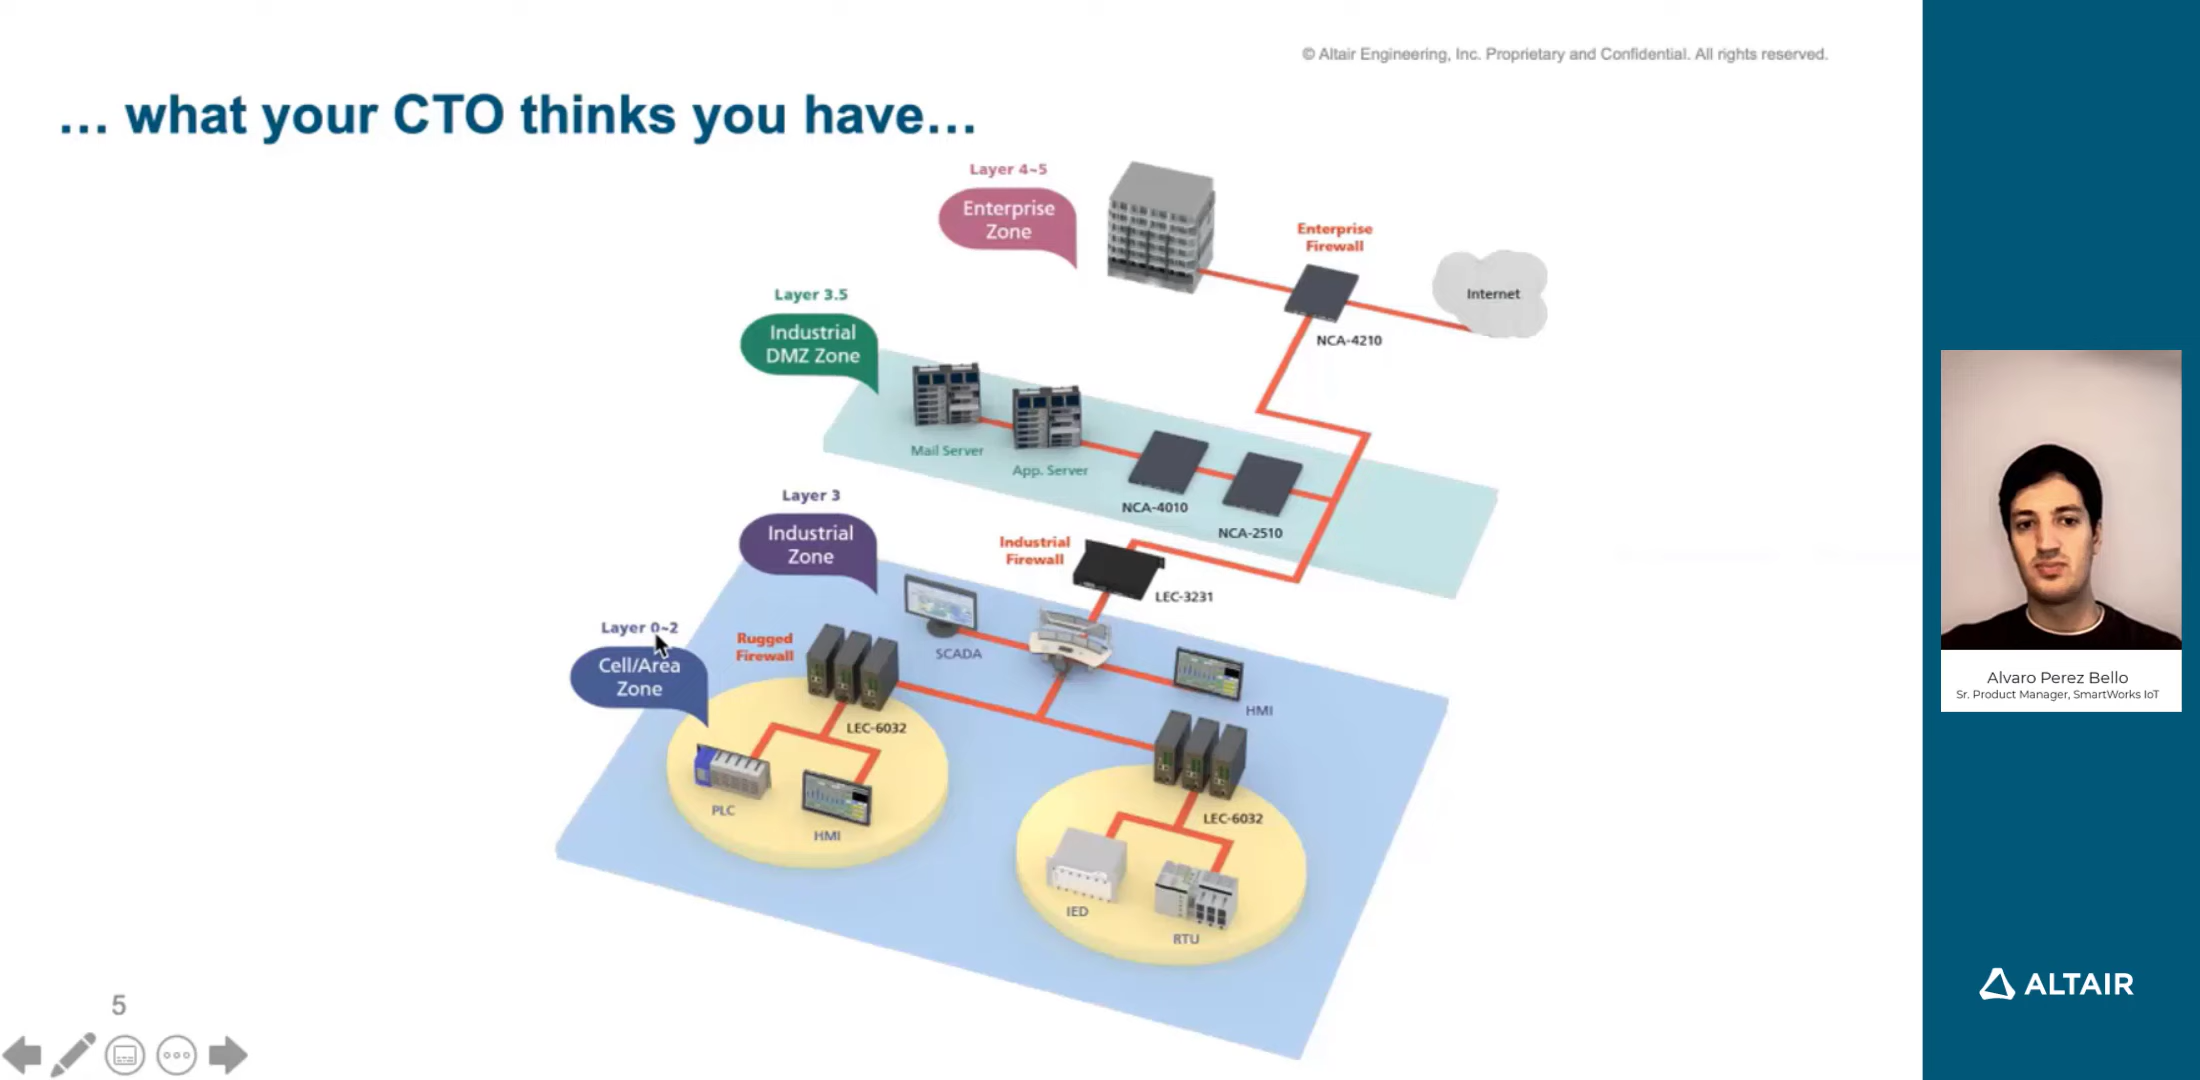 © Altair Engineering, Inc. Proprietary and Confidential. All rights reserved.
... what your CTO thinks you have...
Layer 4~5
Enterprise
Zone
Enterprise
Firewall
Internet
NCA-4210
Layer 3.5
Industrial
DMZ Zone
Mail Server
App. Server
NCA-4010
NCA-2510
Layer 3
Industrial
Zone
Industrial
Firewall
LEC-3231
SCADA
HMI
Layer 0~2
Cell/Area
Zone
Rugged
Firewall
LEC-6032
PLC
HMI
LEC-6032
IED
RTU
5
Alvaro Perez Bello
Sr. Product Manager, SmartWorks IoT
ALTAIR